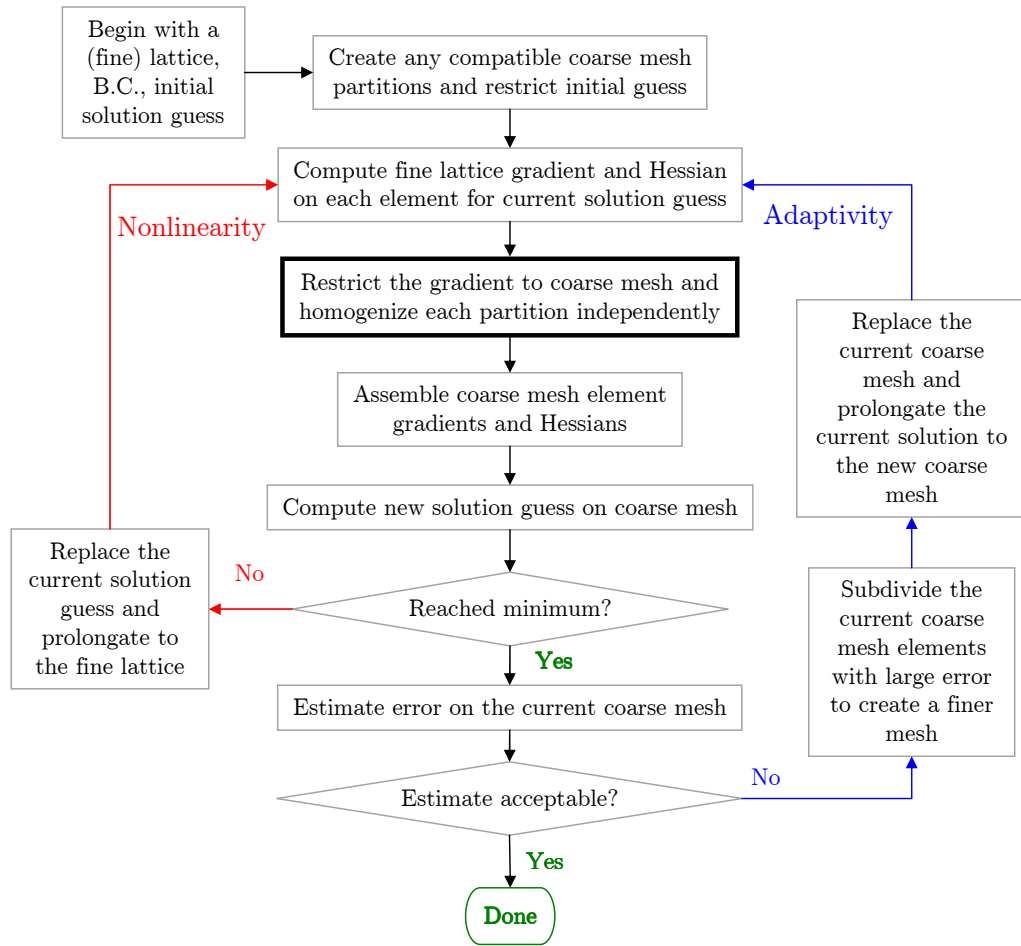 Begin with a
(fine) lattice,
B.C., initial
solution guess
Create any compatible coarse mesh
partitions and restrict initial guess
Compute fine lattice gradient and Hessian
on each element for current solution guess
Nonlinearity
Adaptivity
Restrict the gradient to coarse mesh and
homogenize each partition independently
Assemble coarse mesh element
gradients and Hessians
Compute new solution guess on coarse mesh
Reached minimum?
No
Replace the
current solution
guess and
prolongate to
the fine lattice
Yes
Estimate error on the current coarse mesh
Estimate acceptable?
No
Subdivide the
current coarse
mesh elements
with large error
to create a finer
mesh
Replace the
current coarse
mesh and
prolongate the
current solution to
the new coarse
mesh
Yes
Done